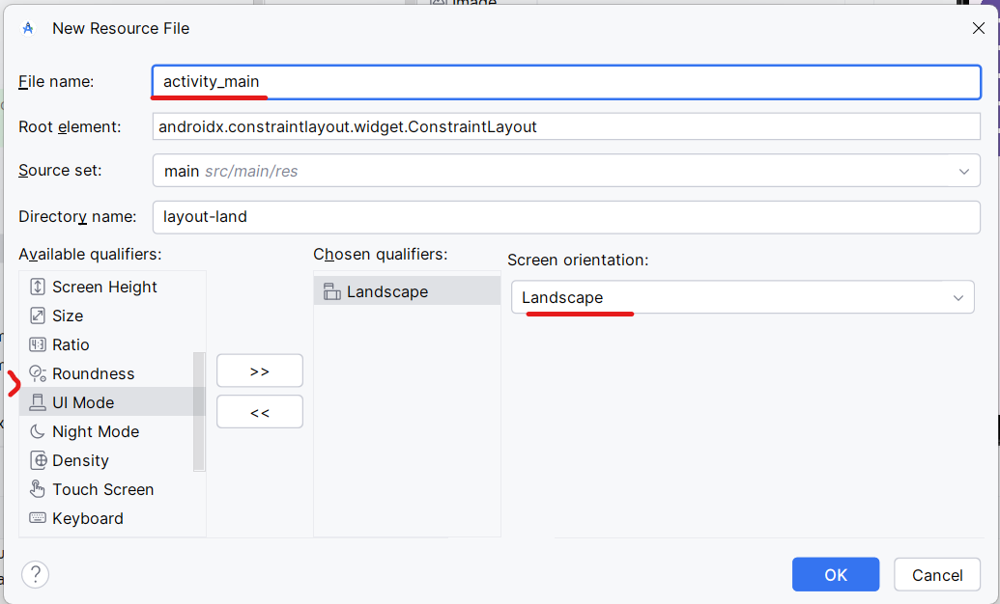 Image
New Resource File
File name:
activity_main
Root element:
androidx.constraintlayout.widget.ConstraintLayout
Source set:
main src/main/res
Directory name:
layout-land
Available qualifiers:
Chosen qualifiers:
Screen orientation:
Screen Height
Size
Ratio
Roundness
UI Mode
Night Mode
Density
Touch Screen
Keyboard
>>
<<
Landscape
Landscape
?
OK
Cancel